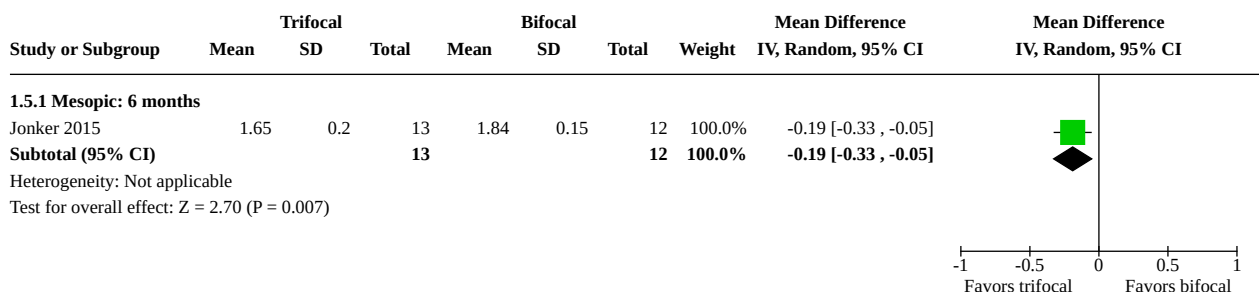 Trifocal Bifocal Mean Difference Mean Difference
Study or Subgroup Mean SD Total Mean SD Total Weight IV, Random, 95% CI IV, Random, 95% CI
1.5.1 Mesopic: 6 months
Jonker 2015 1.65 0.2 13 1.84 0.15 12 100.0% -0.19 [-0.33 , -0.05]
Subtotal (95% CI) 13 12 100.0% -0.19 [-0.33 , -0.05]
Heterogeneity: Not applicable
Test for overall effect: Z = 2.70 (P = 0.007)
-1 -0.5 0 0.5 1
Favors trifocal Favors bifocal